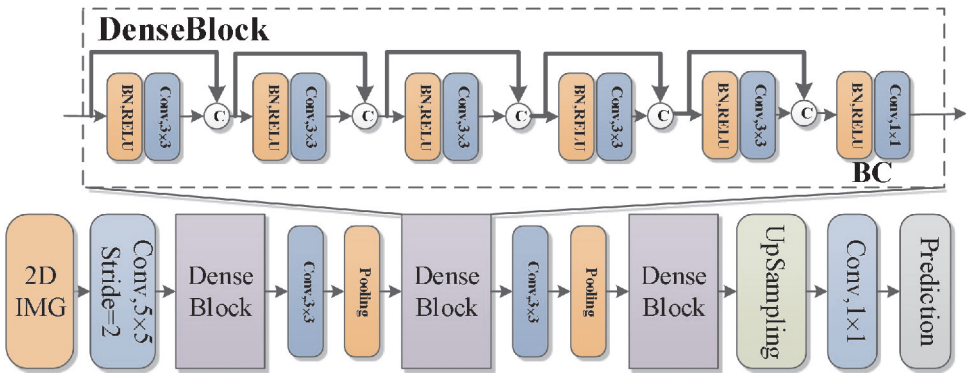 DenseBlock
BN,RELU
Conv,3×3
C
BN,RELU
Conv,3×3
C
BN,RELU
Conv,3×3
C
BN,RELU
Conv,3×3
C
BN,RELU
Conv,3×3
C
BN,RELU
Conv,1×1
BC
2D
IMG
Conv,5×5
Stride=2
Dense
Block
Conv,3×3
Pooling
Dense
Block
Conv,3×3
Pooling
Dense
Block
UpSampling
Conv,1×1
Prediction